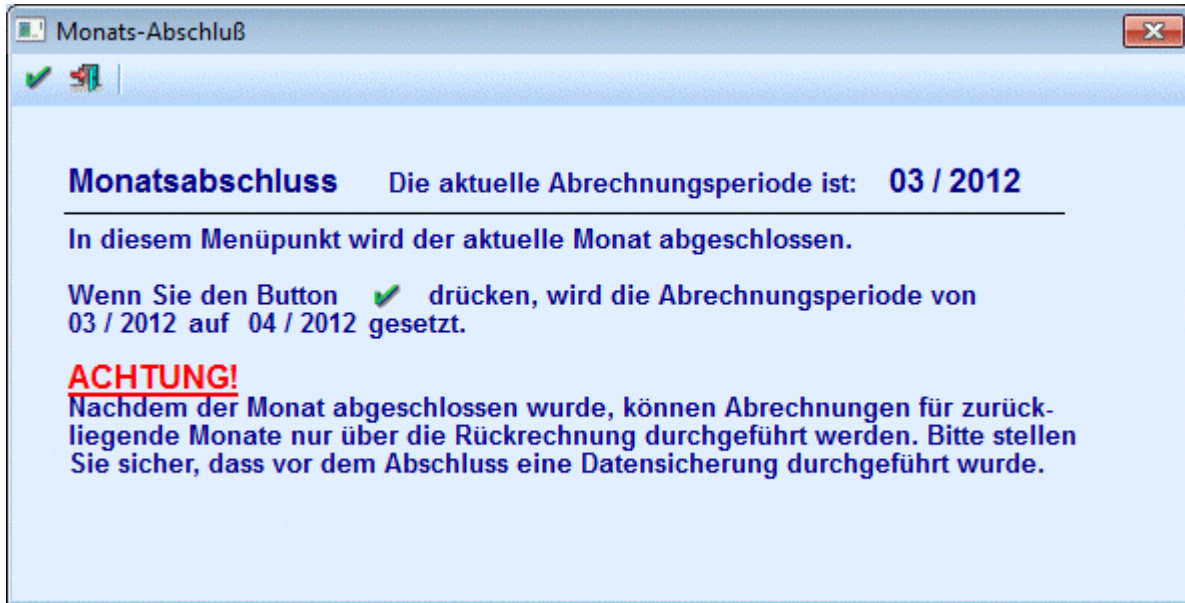 Monats-Abschluß
Monatsabschluss Die aktuelle Abrechnungsperiode ist: 03 / 2012
In diesem Menüpunkt wird der aktuelle Monat abgeschlossen.
Wenn Sie den Button drücken, wird die Abrechnungsperiode von
03 / 2012 auf 04 / 2012 gesetzt.
ACHTUNG!
Nachdem der Monat abgeschlossen wurde, können Abrechnungen für zurück-
liegende Monate nur über die Rückrechnung durchgeführt werden. Bitte stellen
Sie sicher, dass vor dem Abschluss eine Datensicherung durchgeführt wurde.